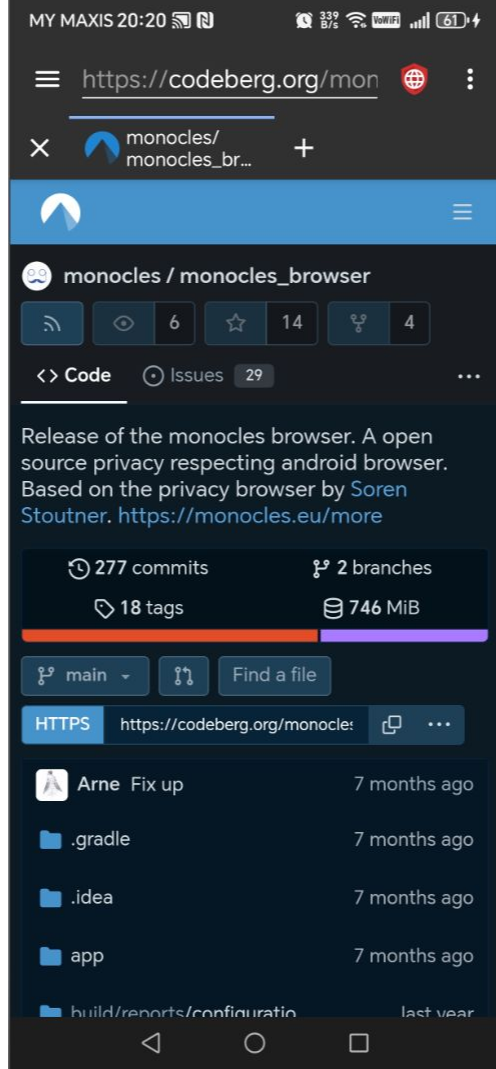 MY MAXIS 20:20 339 B/s VoWiFi 61
https://codeberg.org/mon
monocles/
monocles_br...
monocles / monocles_browser
6 14 4
<> Code Issues 29
Release of the monocles browser. A open
source privacy respecting android browser.
Based on the privacy browser by Soren
Stoutner. https://monocles.eu/more
277 commits 2 branches
18 tags 746 MiB
main Find a file
HTTPS https://codeberg.org/monocles
Arne Fix up 7 months ago
.gradle 7 months ago
.idea 7 months ago
app 7 months ago
build/reports/configuratio last year